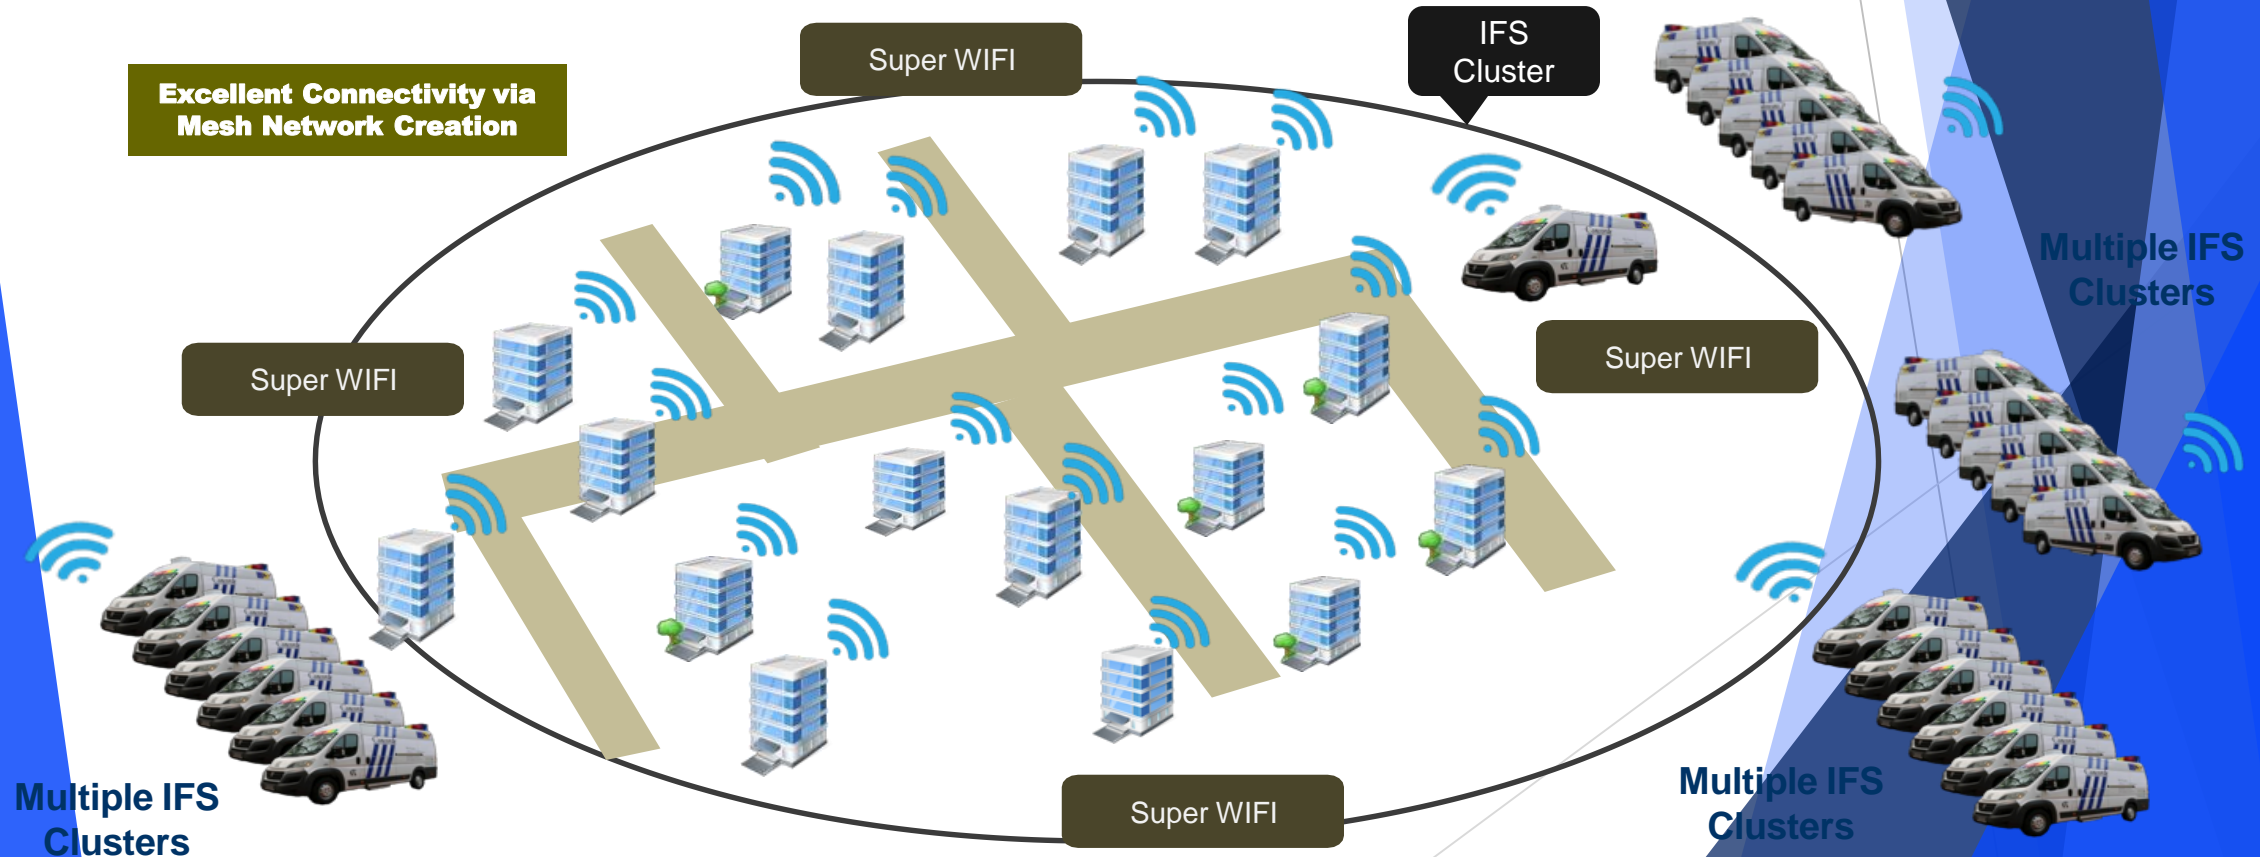 Super WIFI
IFS
Cluster
Excellent Connectivity via
Mesh Network Creation
Multiple IFS
Clusters
Super WIFI
Super WIFI
Multiple IFS
Clusters
Multiple IFS
Clusters
Super WIFI